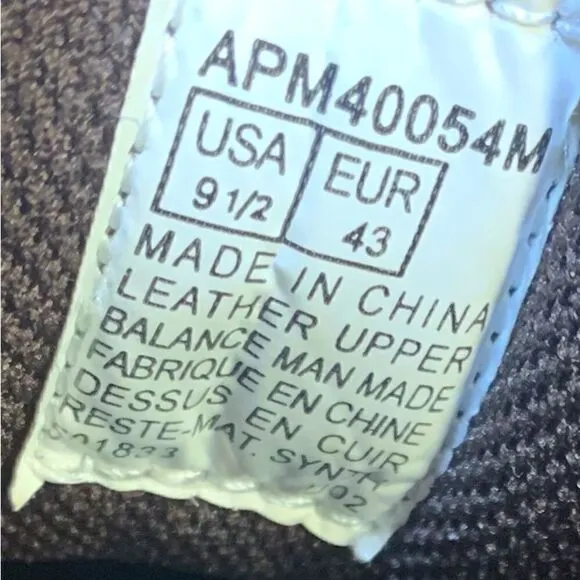 APM40054M
USA EUR
9 1/2 43
MADE IN CHINA
LEATHER UPPER
BALANCE MAN MADE
FABRIQUE EN CHINE
DESSUS EN CUIR
RESTE-MAT. SYNTH